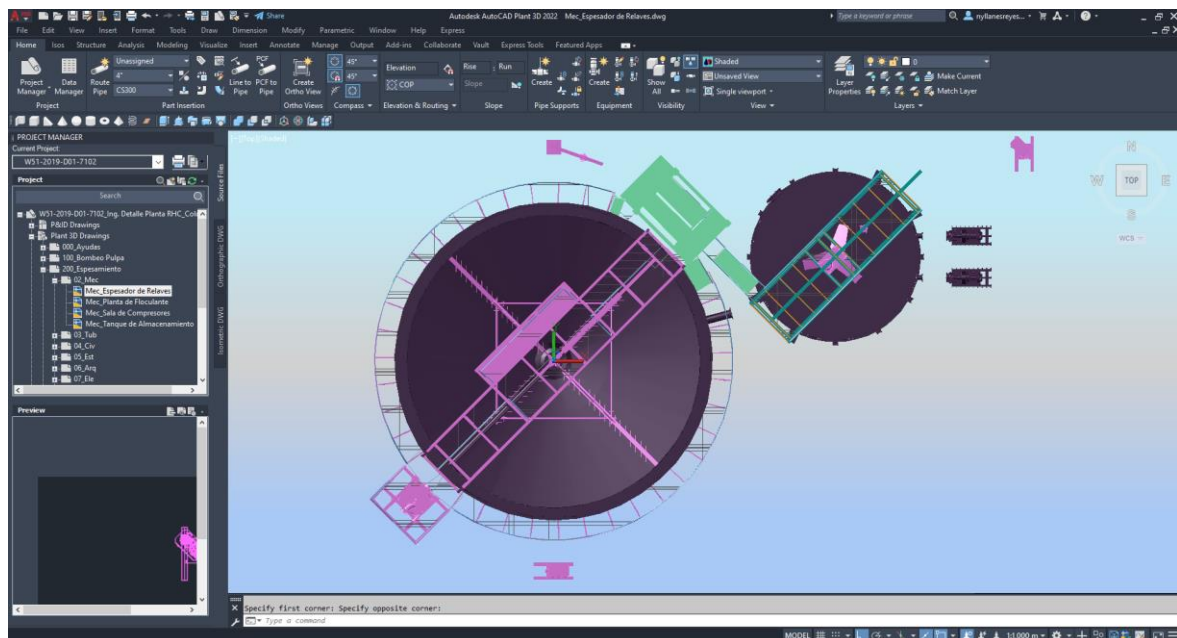 Share
Autodesk AutoCAD Plant 3D 2022 Mec_Espesador de Relaves.dwg
Type a keyword or phrase
nyllanesreyes...
File Edit View Insert Format Tools Draw Dimension Modify Parametric Window Help Express
Home Isos Structure Analysis Modeling Visualize Insert Annotate Manage Output Add-ins Collaborate Vault Express Tools Featured Apps
Project Manager
Data Manager
Route Pipe
Unassigned
4"
CS300
Line to Pipe
PCF to Pipe
PCF
Create Ortho View
45°
45°
Elevation
COP
Rise Run
Slope
Create
Create
Show All
Shaded
Unsaved View
Single viewport
Layer Properties
0
Make Current
Match Layer
Project Part Insertion Ortho Views Compass Elevation & Routing Slope Pipe Supports Equipment Visibility View Layers
PROJECT MANAGER
Current Project:
W51-2019-D01-7102
Project
Search
W51-2019-D01-7102_Ing. Detalle Planta RHC_Col
P&ID Drawings
Plant 3D Drawings
000_Ayudas
100_Bombeo Pulpa
200_Espesamiento
02_Mec
Mec_Espesador de Relaves
Mec_Planta de Floculante
Mec_Sala de Compresores
Mec_Tanque de Almacenamiento
03_Tub
04_Civ
05_Est
06_Arq
07_Ele
Source Files
Orthographic DWG
Isometric DWG
Preview
N
W TOP E
S
WCS
Specify first corner: Specify opposite corner:
Type a command
MODEL
1:1000 m